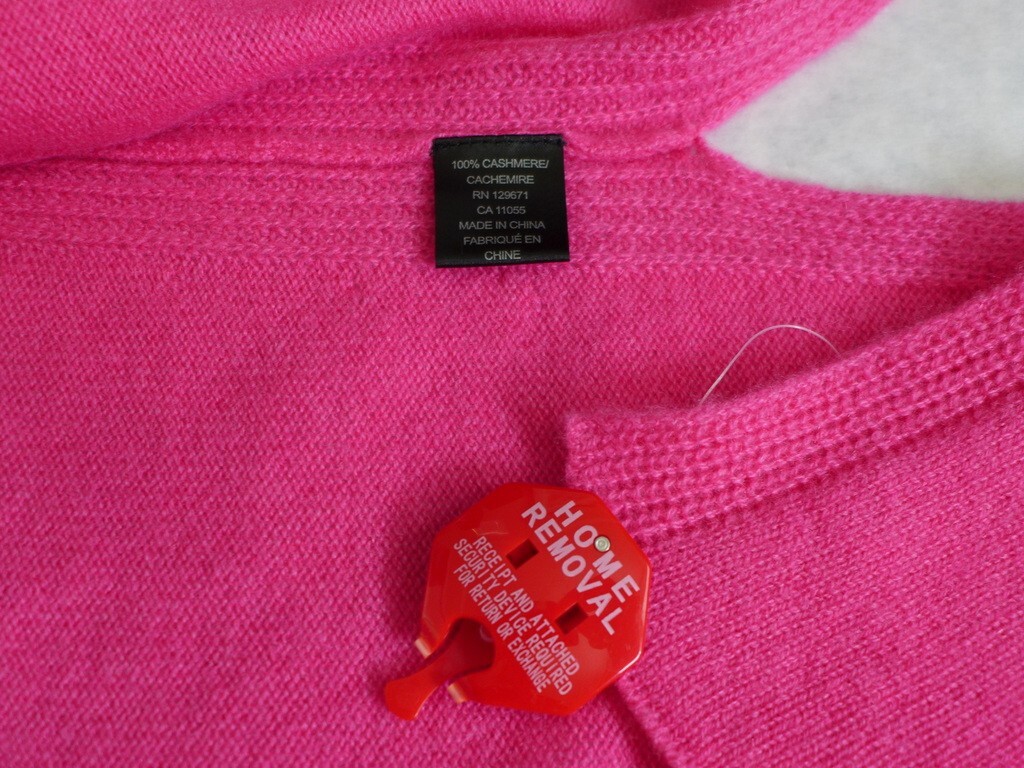 100% CASHMERE/
CACHEMIRE
RN 129671
CA 11055
MADE IN CHINA
FABRIQUÉ EN
CHINE
HOME
REMOVAL
RECEIPT AND ATTACHED
SECURITY DEVICE REQUIRED
FOR RETURN OR EXCHANGE